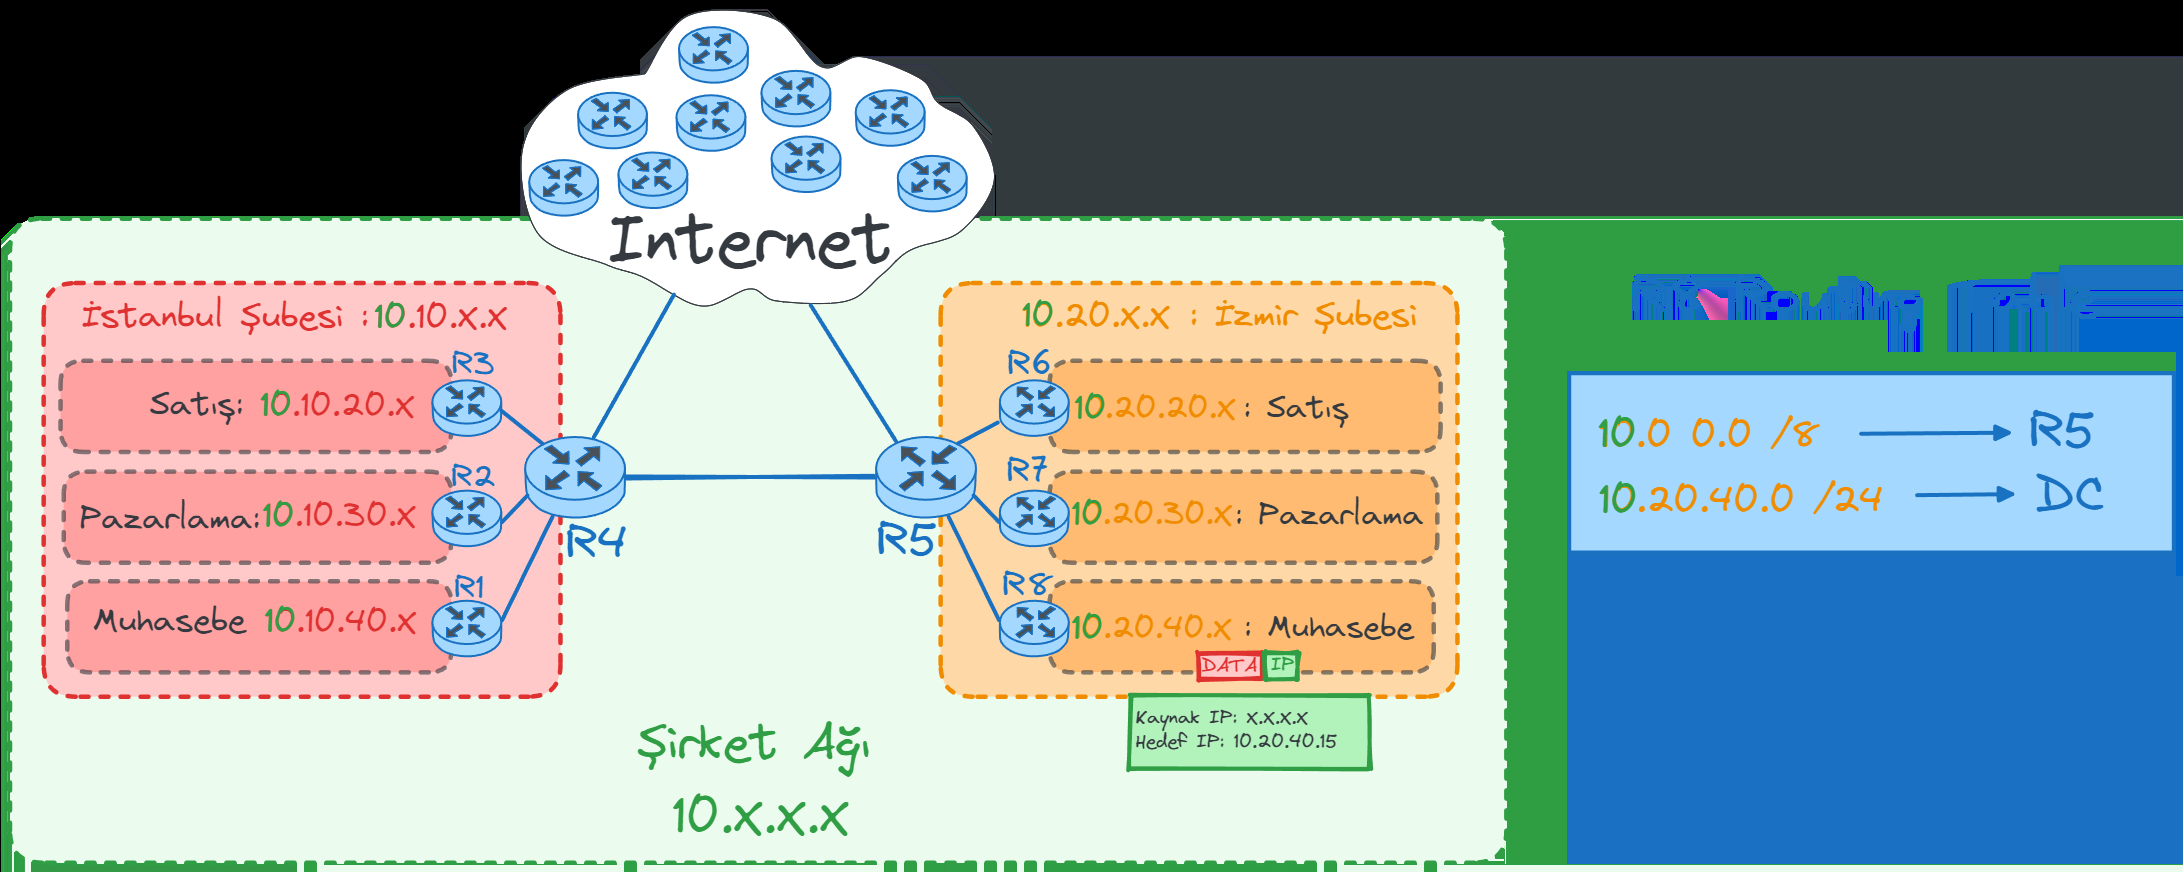 Internet
İstanbul Şubesi :10.10.x.x
R3
Satış: 10.10.20.x
R2
Pazarlama:10.10.30.x
R1
Muhasebe 10.10.40.x
R4
R5
10.20.x.x : İzmir Şubesi
R6
10.20.20.x : Satış
R7
10.20.30.x: Pazarlama
R8
10.20.40.x : Muhasebe
DATA IP
Kaynak IP: x.x.x.x
Hedef IP: 10.20.40.15
Şirket Ağı
10.x.x.x
10.0 0.0 /8 R5
10.20.40.0 /24 DC